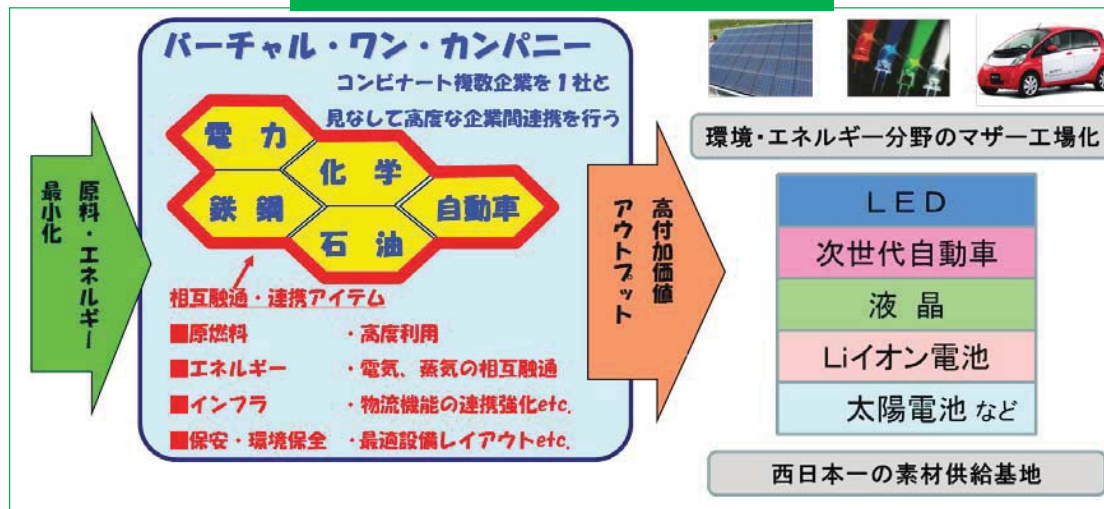 バーチャル・ワン・カンパニー
コンビナート複数企業を1社と
見なして高度な企業間連携を行う
電力
化学
鉄鋼
自動車
石油
原料・エネルギー
最小化
相互融通・連携アイテム
■原燃料 ・高度利用
■エネルギー ・電気、蒸気の相互融通
■インフラ ・物流機能の連携強化etc.
■保安・環境保全 ・最適設備レイアウトetc.
高付加価値
アウトプット
環境・エネルギー分野のマザー工場化
LED
次世代自動車
液晶
Liイオン電池
太陽電池 など
西日本一の素材供給基地